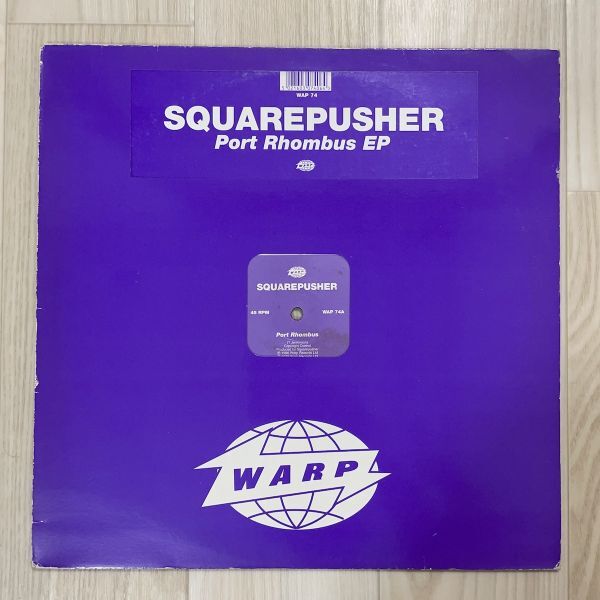 WAP 74
SQUAREPUSHER
Port Rhombus EP
SQUAREPUSHER
45 RPM
WAP 74A
Port Rhombus
WARP